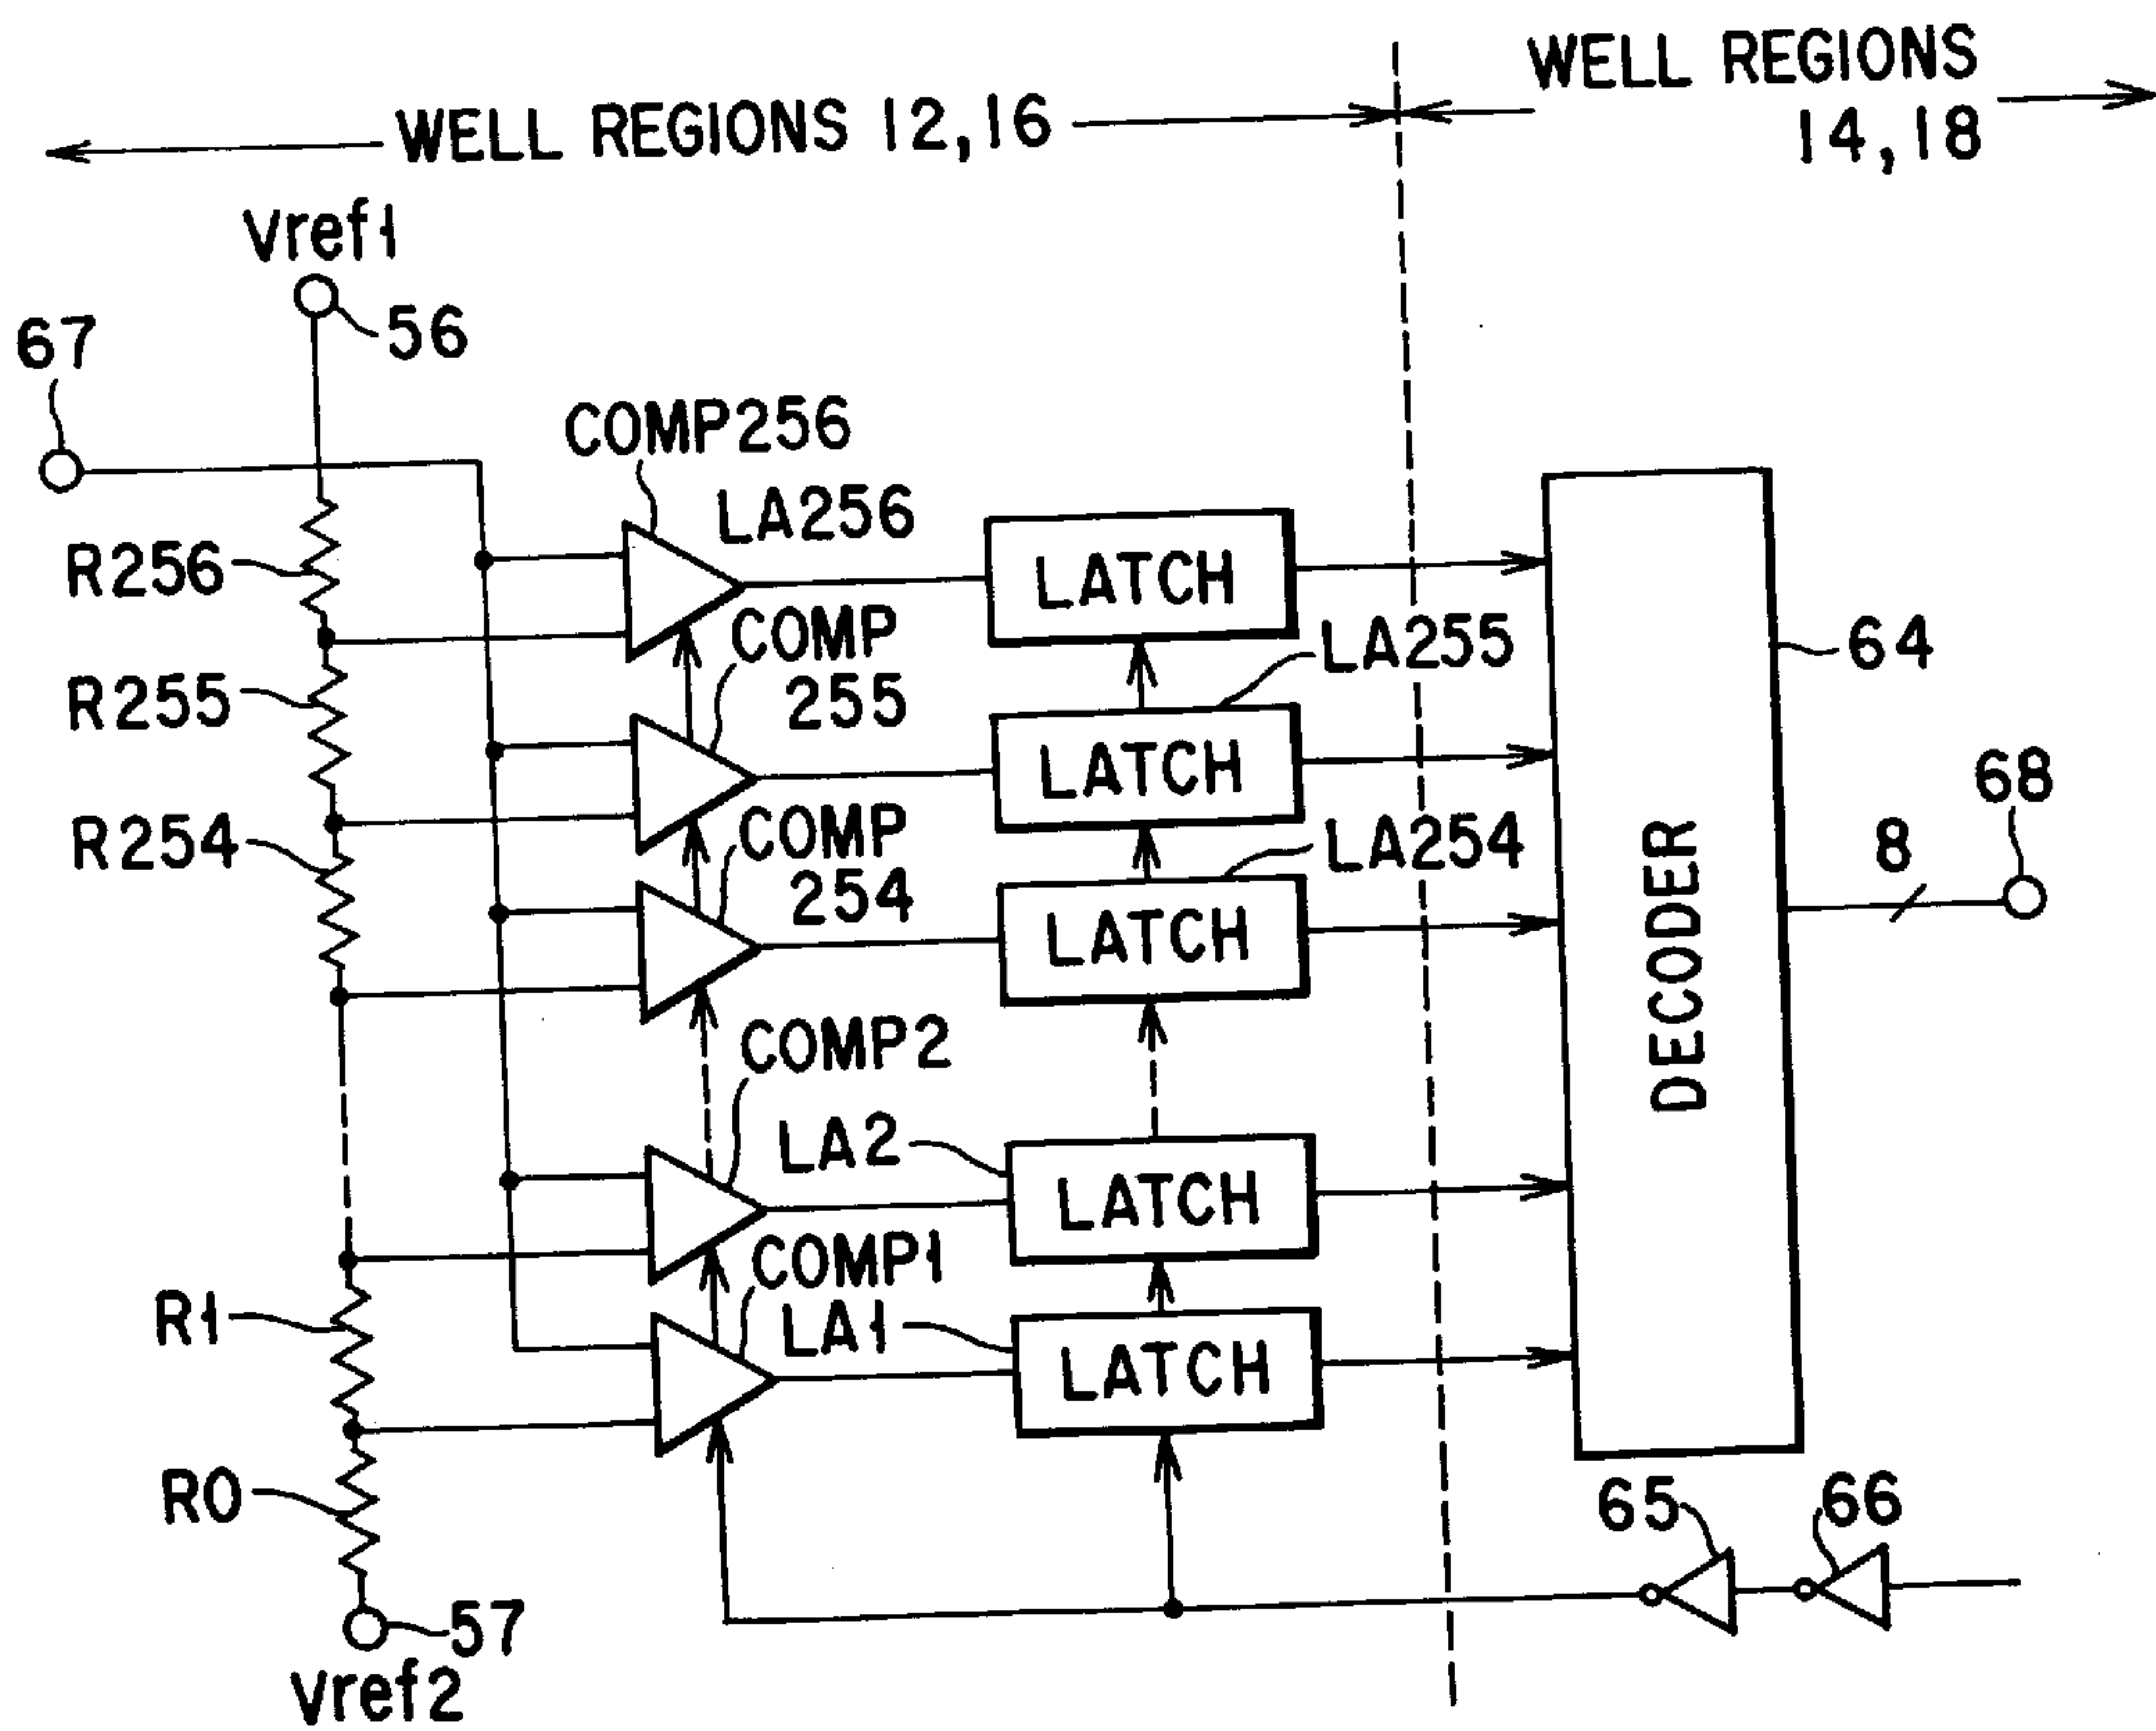 WELL REGIONS 12,16
WELL REGIONS
14,18
Vref1
56
67
COMP256
LA256
R256
LATCH
COMP
255
LA255
64
R255
LATCH
68
COMP
254
LA254
8
R254
LATCH
DECODER
COMP2
LA2
LATCH
COMP1
R1
LA1
LATCH
R0
65
66
57
Vref2